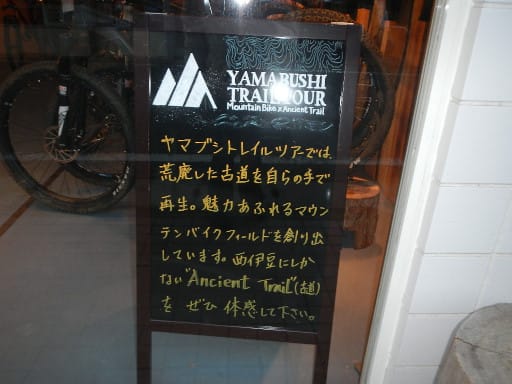 YAMABUSHI
TRAIL TOUR
Mountain Bike x Ancient Trail
ヤマブシトレイルツアーでは、
荒廃した古道を自らの手で
再生。魅力あふれるマウン
テンバイクフィールドを創り出
しています。西伊豆にしか
ない"Ancient Trail"(古道)
を ぜひ 体感して下さい。